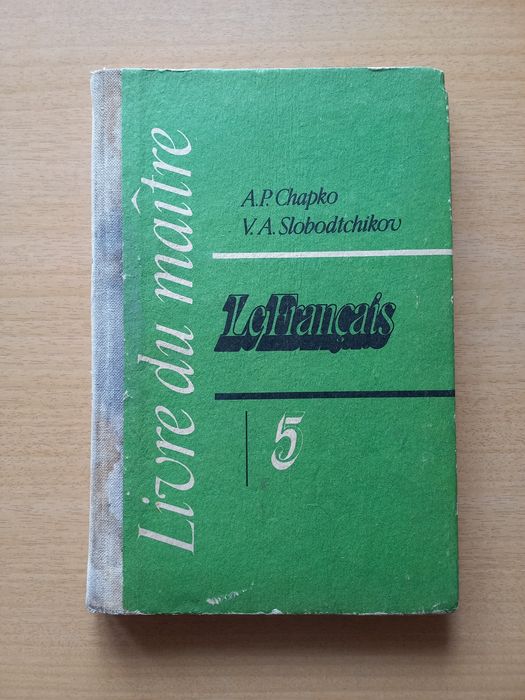 Livre du maître
A.P. Chapko
V.A. Slobodtchikov
Le Français
5